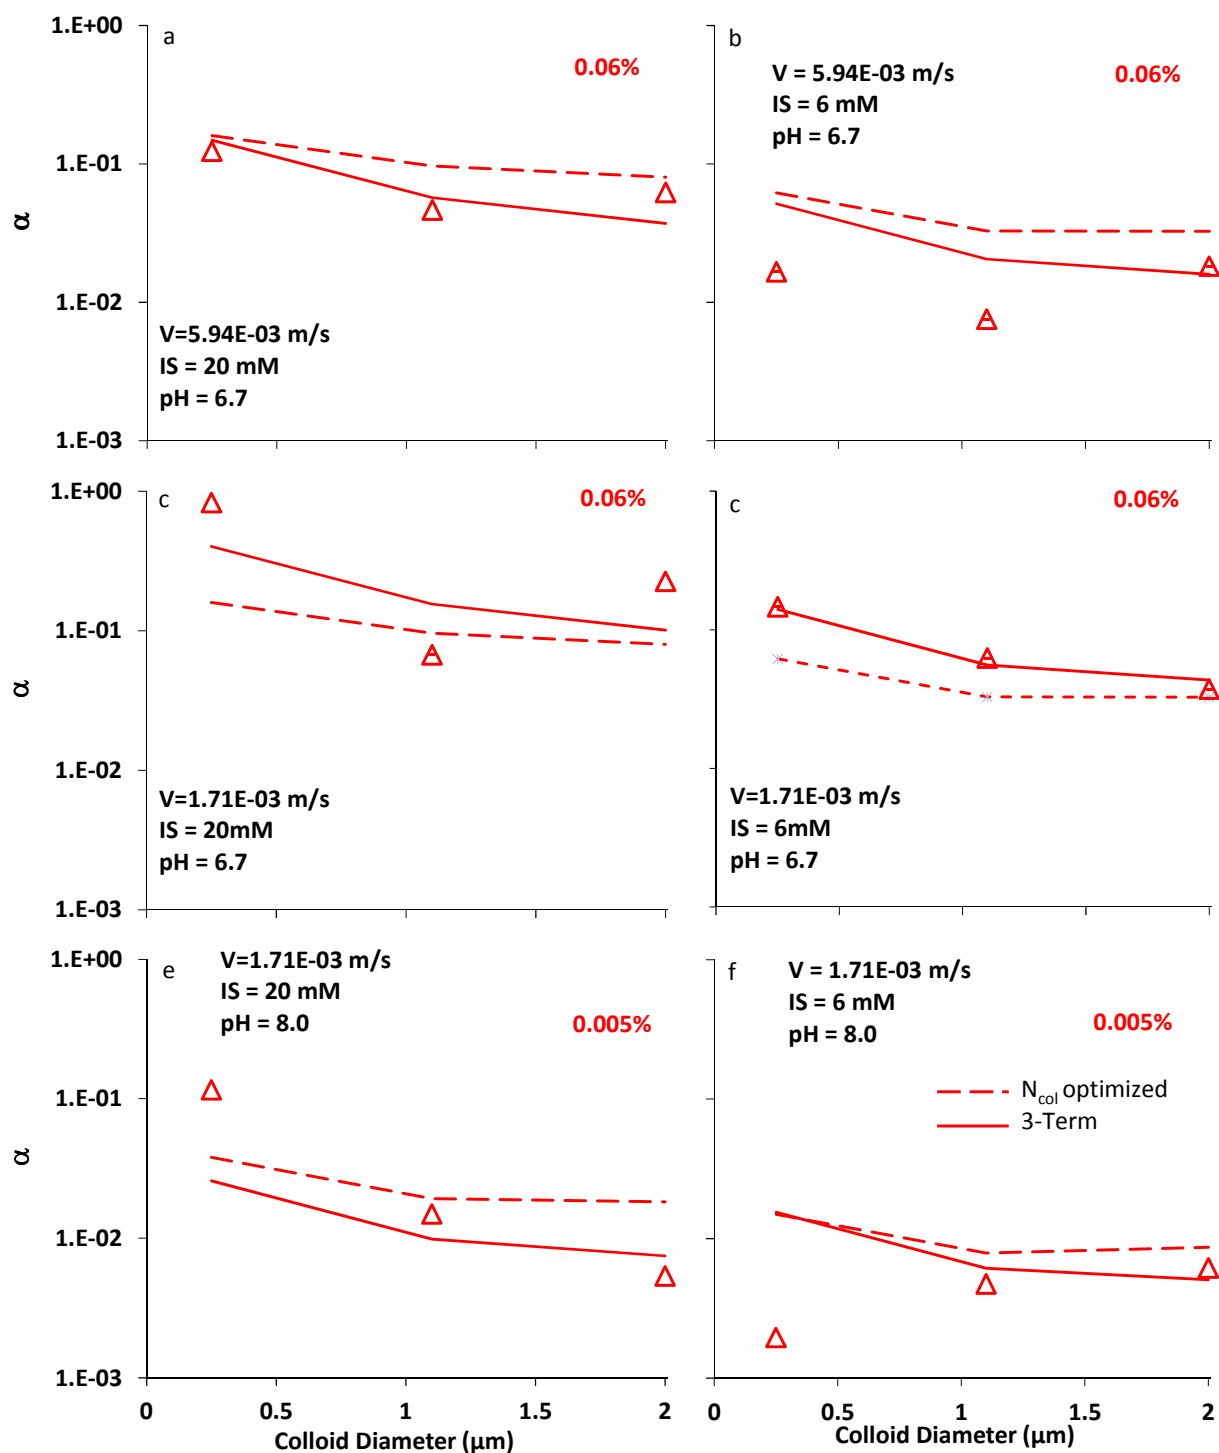 a
0.06%
1.E+00
1.E-01
1.E-02
1.E-03
α
V=5.94E-03 m/s
IS = 20 mM
pH = 6.7
b
V = 5.94E-03 m/s
IS = 6 mM
pH = 6.7
0.06%
c
0.06%
1.E+00
1.E-01
1.E-02
1.E-03
α
V=1.71E-03 m/s
IS = 20mM
pH = 6.7
c
0.06%
V=1.71E-03 m/s
IS = 6mM
pH = 6.7
e
V=1.71E-03 m/s
IS = 20 mM
pH = 8.0
0.005%
1.E+00
1.E-01
1.E-02
1.E-03
α
0
0.5
1
1.5
2
Colloid Diameter (µm)
f
V = 1.71E-03 m/s
IS = 6 mM
pH = 8.0
0.005%
Ncol optimized
3-Term
0
0.5
1
1.5
2
Colloid Diameter (µm)